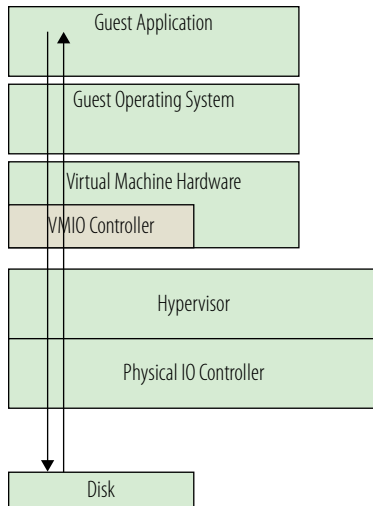 Guest Application
Guest Operating System
Virtual Machine Hardware
VMIO Controller
Hypervisor
Physical IO Controller
Disk